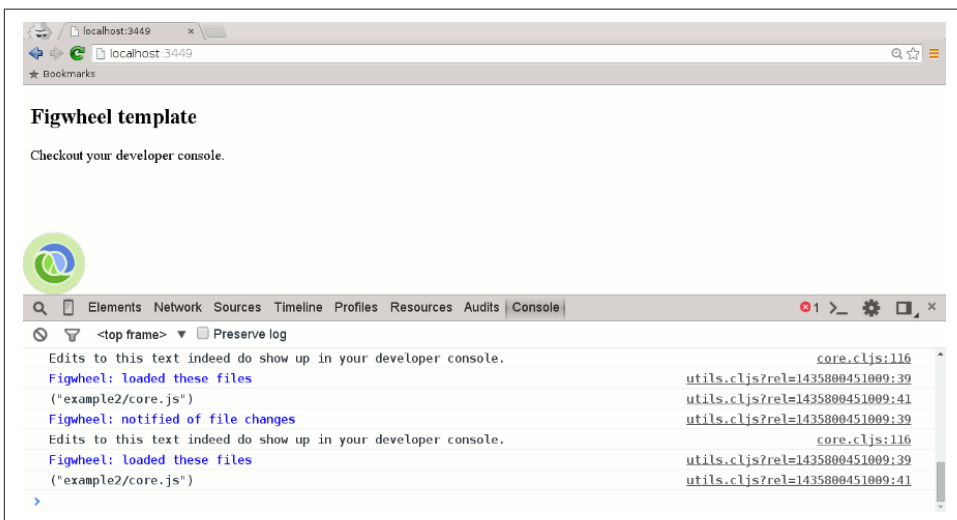 localhost:3449 ×
localhost:3449
★ Bookmarks
Figwheel template
Checkout your developer console.
Elements Network Sources Timeline Profiles Resources Audits Console 1 ×
<top frame> ▼ Preserve log
Edits to this text indeed do show up in your developer console. core.cljs:116
Figwheel: loaded these files utils.cljs?rel=1435800451009:39
("example2/core.js") utils.cljs?rel=1435800451009:41
Figwheel: notified of file changes utils.cljs?rel=1435800451009:39
Edits to this text indeed do show up in your developer console. core.cljs:116
Figwheel: loaded these files utils.cljs?rel=1435800451009:39
("example2/core.js") utils.cljs?rel=1435800451009:41
>